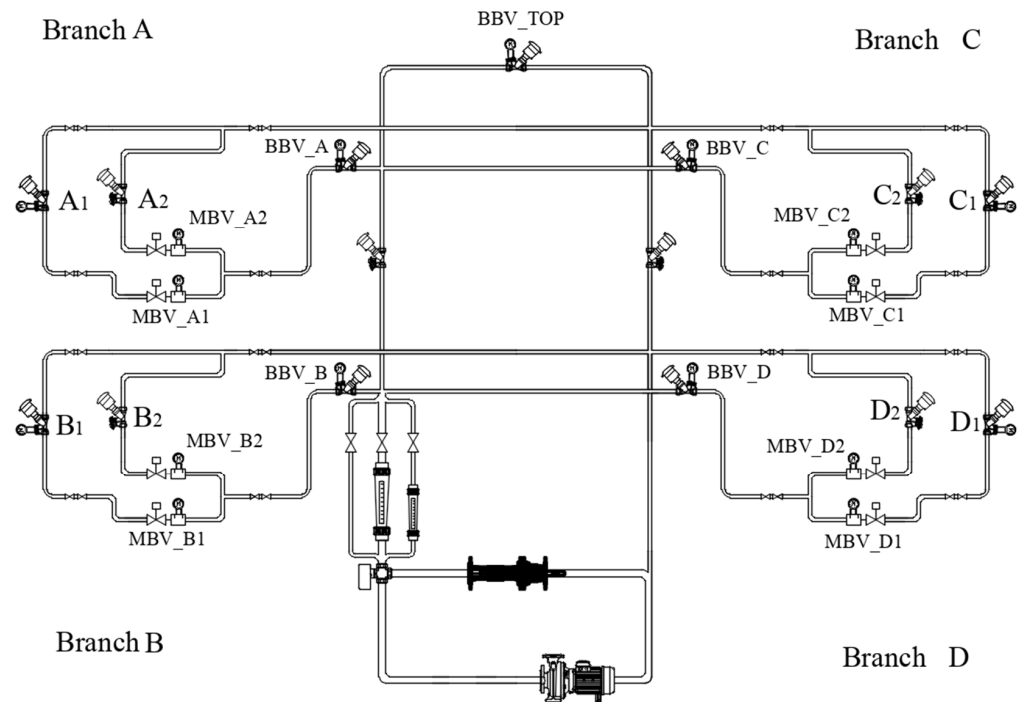 BBV_TOP
Branch A
Branch C
BBV_A
BBV_C
A1
A2
C2
C1
MBV_A2
MBV_C2
MBV_A1
MBV_C1
BBV_B
BBV_D
B1
B2
D2
D1
MBV_B2
MBV_D2
MBV_B1
MBV_D1
Branch B
Branch D